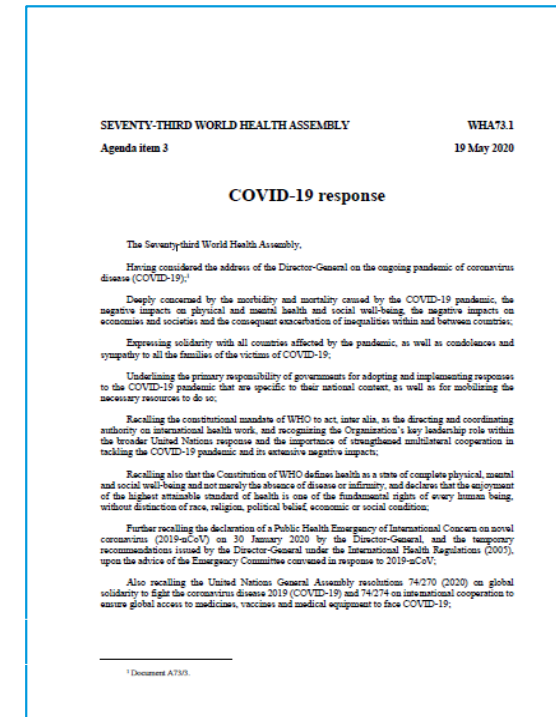 SEVENTY-THIRD WORLD HEALTH ASSEMBLY WHA73.1
Agenda item 3 19 May 2020
COVID-19 response
The Seventy-third World Health Assembly,
Having considered the address of the Director-General on the ongoing pandemic of coronavirus
disease (COVID-19);¹
Deeply concerned by the morbidity and mortality caused by the COVID-19 pandemic, the
negative impacts on physical and mental health and social well-being, the negative impacts on
economies and societies and the consequent exacerbation of inequalities within and between countries;
Expressing solidarity with all countries affected by the pandemic, as well as condolences and
sympathy to all the families of the victims of COVID-19;
Underlining the primary responsibility of governments for adopting and implementing responses
to the COVID-19 pandemic that are specific to their national context, as well as for mobilizing the
necessary resources to do so;
Recalling the constitutional mandate of WHO to act, inter alia, as the directing and coordinating
authority on international health work, and recognizing the Organization's key leadership role within
the broader United Nations response and the importance of strengthened multilateral cooperation in
tackling the COVID-19 pandemic and its extensive negative impacts;
Recalling also that the Constitution of WHO defines health as a state of complete physical, mental
and social well-being and not merely the absence of disease or infirmity, and declares that the enjoyment
of the highest attainable standard of health is one of the fundamental rights of every human being,
without distinction of race, religion, political belief, economic or social condition;
Further recalling the declaration of a Public Health Emergency of International Concern on novel
coronavirus (2019-nCoV) on 30 January 2020 by the Director-General, and the temporary
recommendations issued by the Director-General under the International Health Regulations (2005),
upon the advice of the Emergency Committee convened in response to 2019-nCoV;
Also recalling the United Nations General Assembly resolutions 74/270 (2020) on global
solidarity to fight the coronavirus disease 2019 (COVID-19) and 74/274 on international cooperation to
ensure global access to medicines, vaccines and medical equipment to face COVID-19;
¹ Document A73/3.